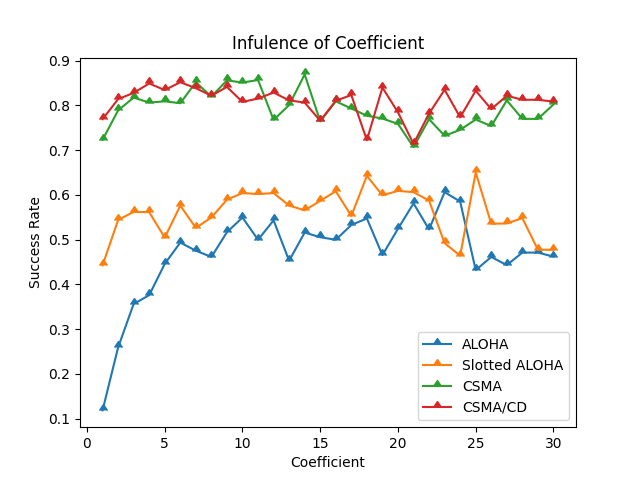 Infulence of Coefficient
Success Rate
0.9
0.8
0.7
0.6
0.5
0.4
0.3
0.2
0.1
0 5 10 15 20 25 30
Coefficient
ALOHA
Slotted ALOHA
CSMA
CSMA/CD